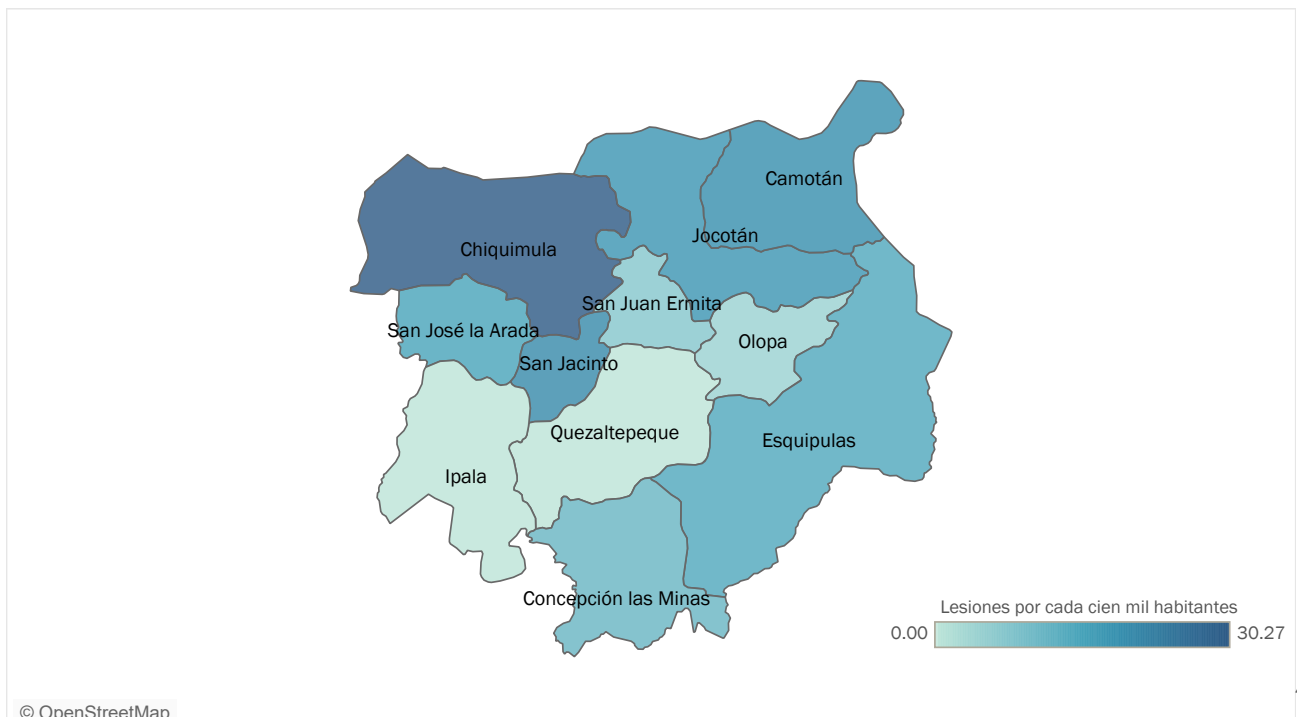 Camotán
Jocotán
Chiquimula
San Juan Ermita
San José la Arada
Olopa
San Jacinto
Quezaltepeque
Esquipulas
Ipala
Concepción las Minas
Lesiones por cada cien mil habitantes
0.00
30.27
© OpenStreetMap